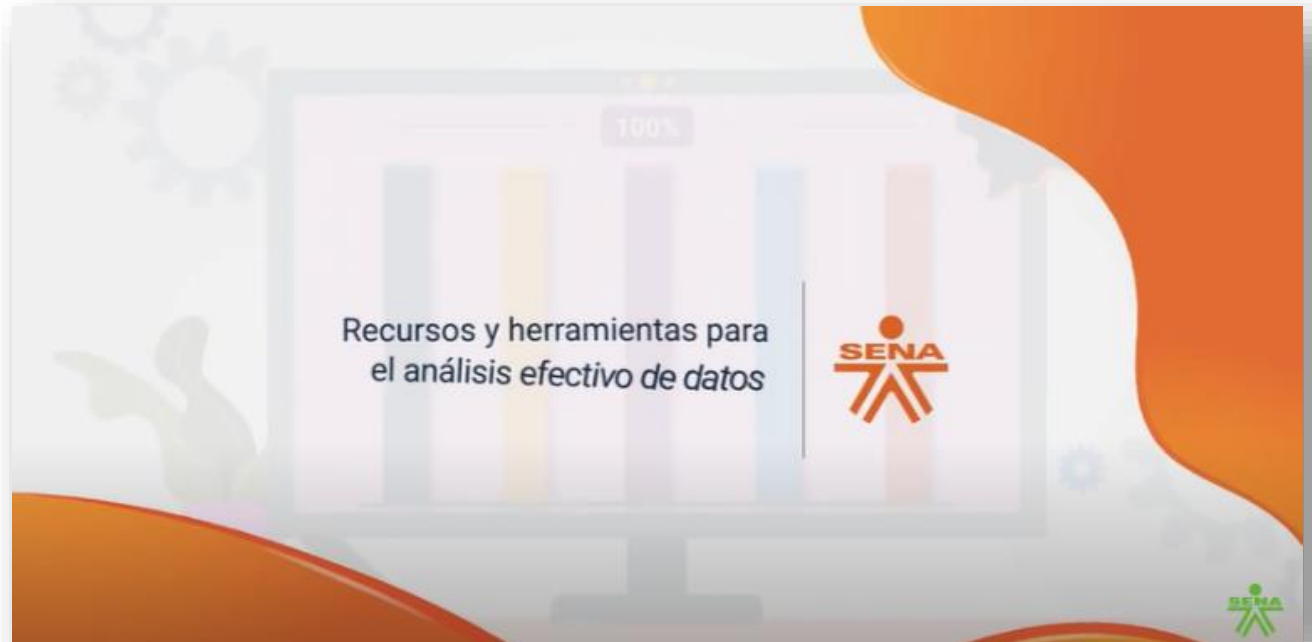 100%
Recursos y herramientas para
el análisis efectivo de datos
SENA
SENA